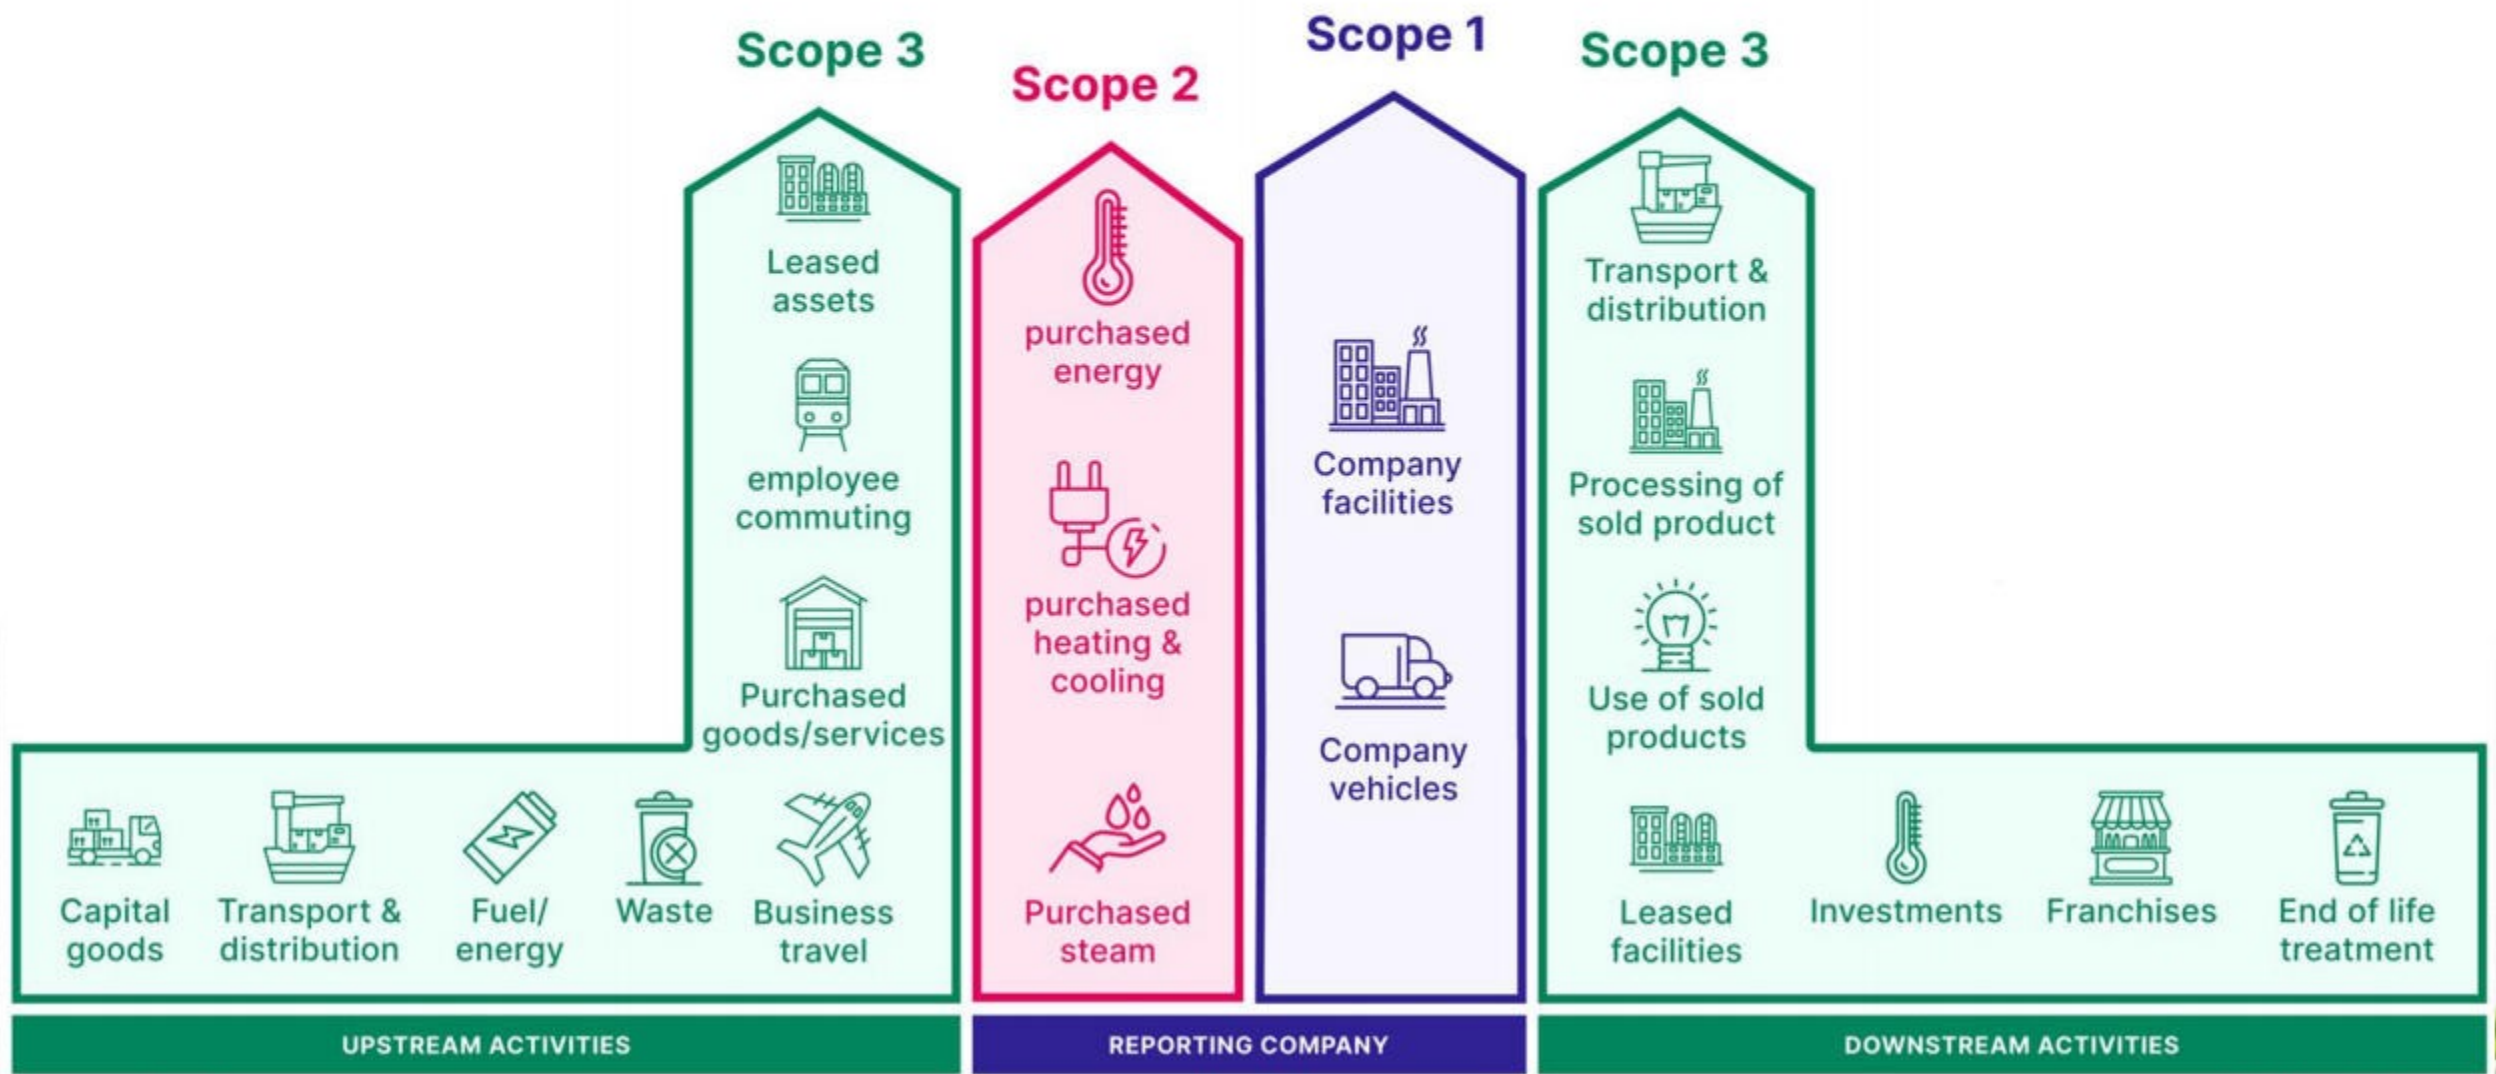 Scope 3
Leased
assets
employee
commuting
Purchased
goods/services
Capital
goods
Transport &
distribution
Fuel/
energy
Waste
Business
travel
UPSTREAM ACTIVITIES
Scope 2
purchased
energy
purchased
heating &
cooling
Purchased
steam
Scope 1
Company
facilities
Company
vehicles
REPORTING COMPANY
Scope 3
Transport &
distribution
Processing of
sold product
Use of sold
products
Leased
facilities
Investments
Franchises
End of life
treatment
DOWNSTREAM ACTIVITIES